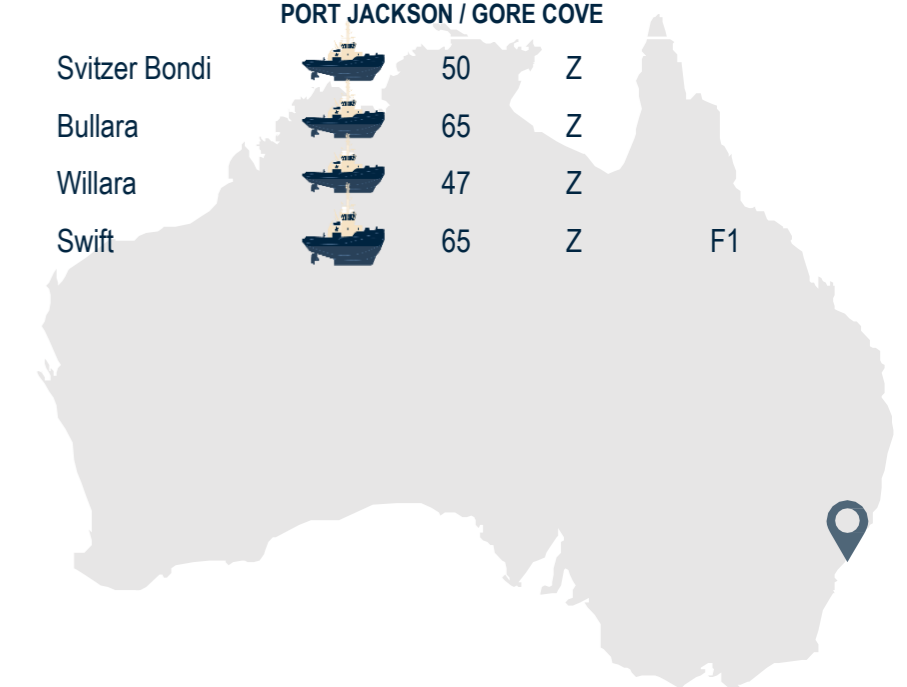 PORT JACKSON / GORE COVE
Svitzer Bondi 50 Z
Bullara 65 Z
Willara 47 Z
Swift 65 Z F1